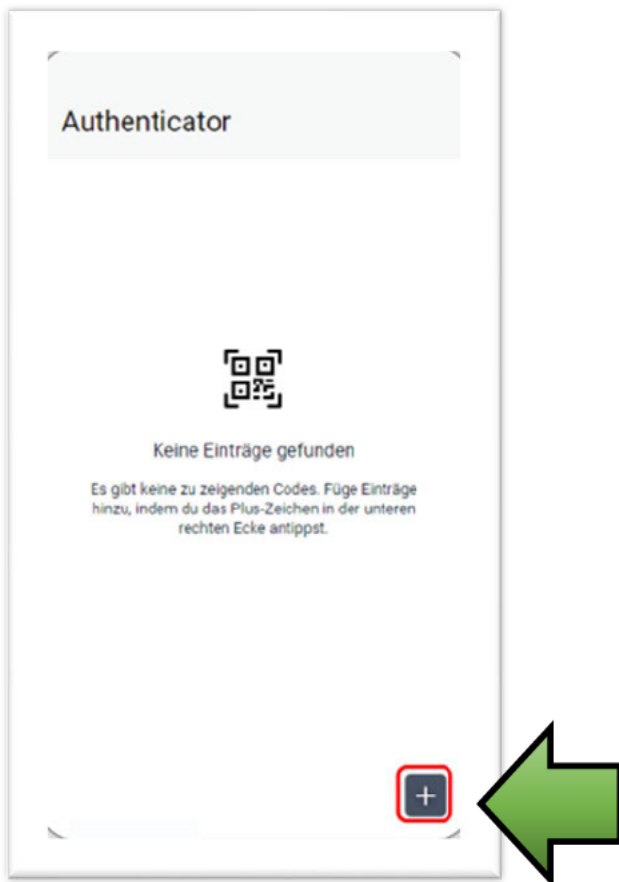 Authenticator
Keine Einträge gefunden
Es gibt keine zu zeigenden Codes. Füge Einträge
hinzu, indem du das Plus-Zeichen in der unteren
rechten Ecke antippst.
+